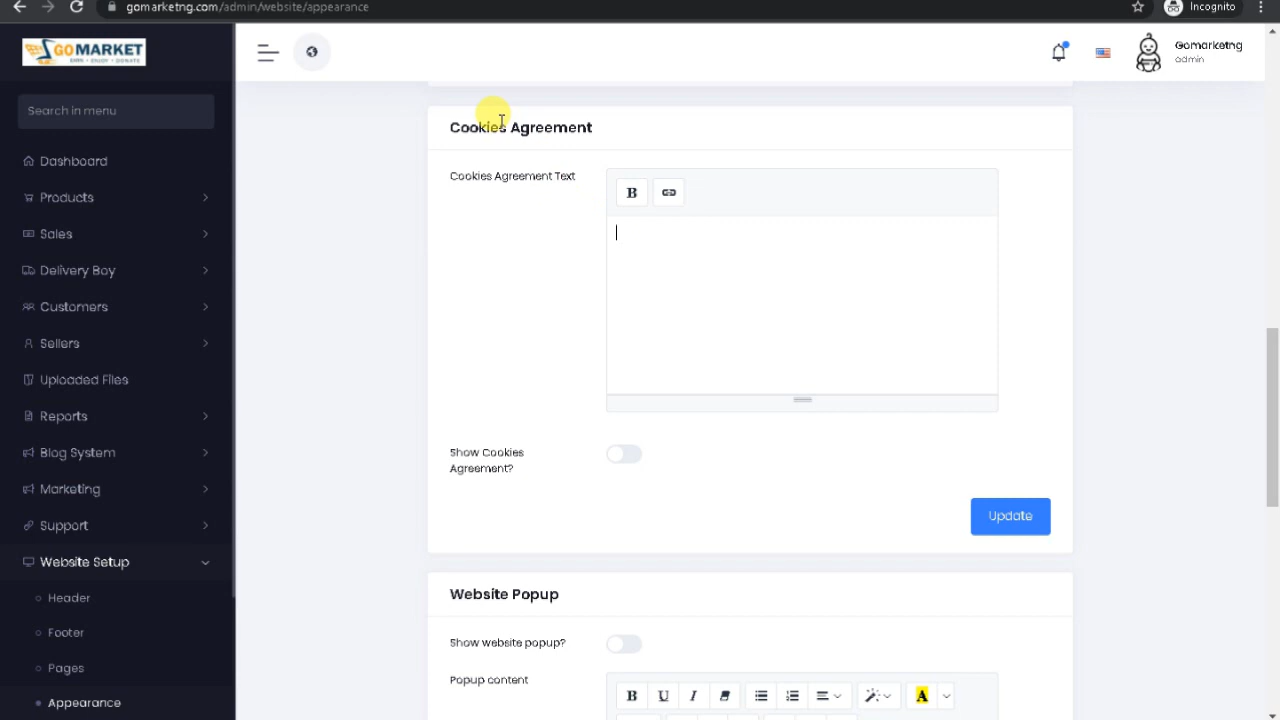 gomarketng.com/admin/website/appearance
Incognito
GOMARKET
Gomarketng
admin
Search in menu
Dashboard
Products
Sales
Delivery Boy
Customers
Sellers
Uploaded Files
Reports
Blog System
Marketing
Support
Website Setup
Header
Footer
Pages
Appearance
Cookies Agreement
Cookies Agreement Text
B
Show Cookies
Agreement?
Update
Website Popup
Show website popup?
Popup content
B U I A